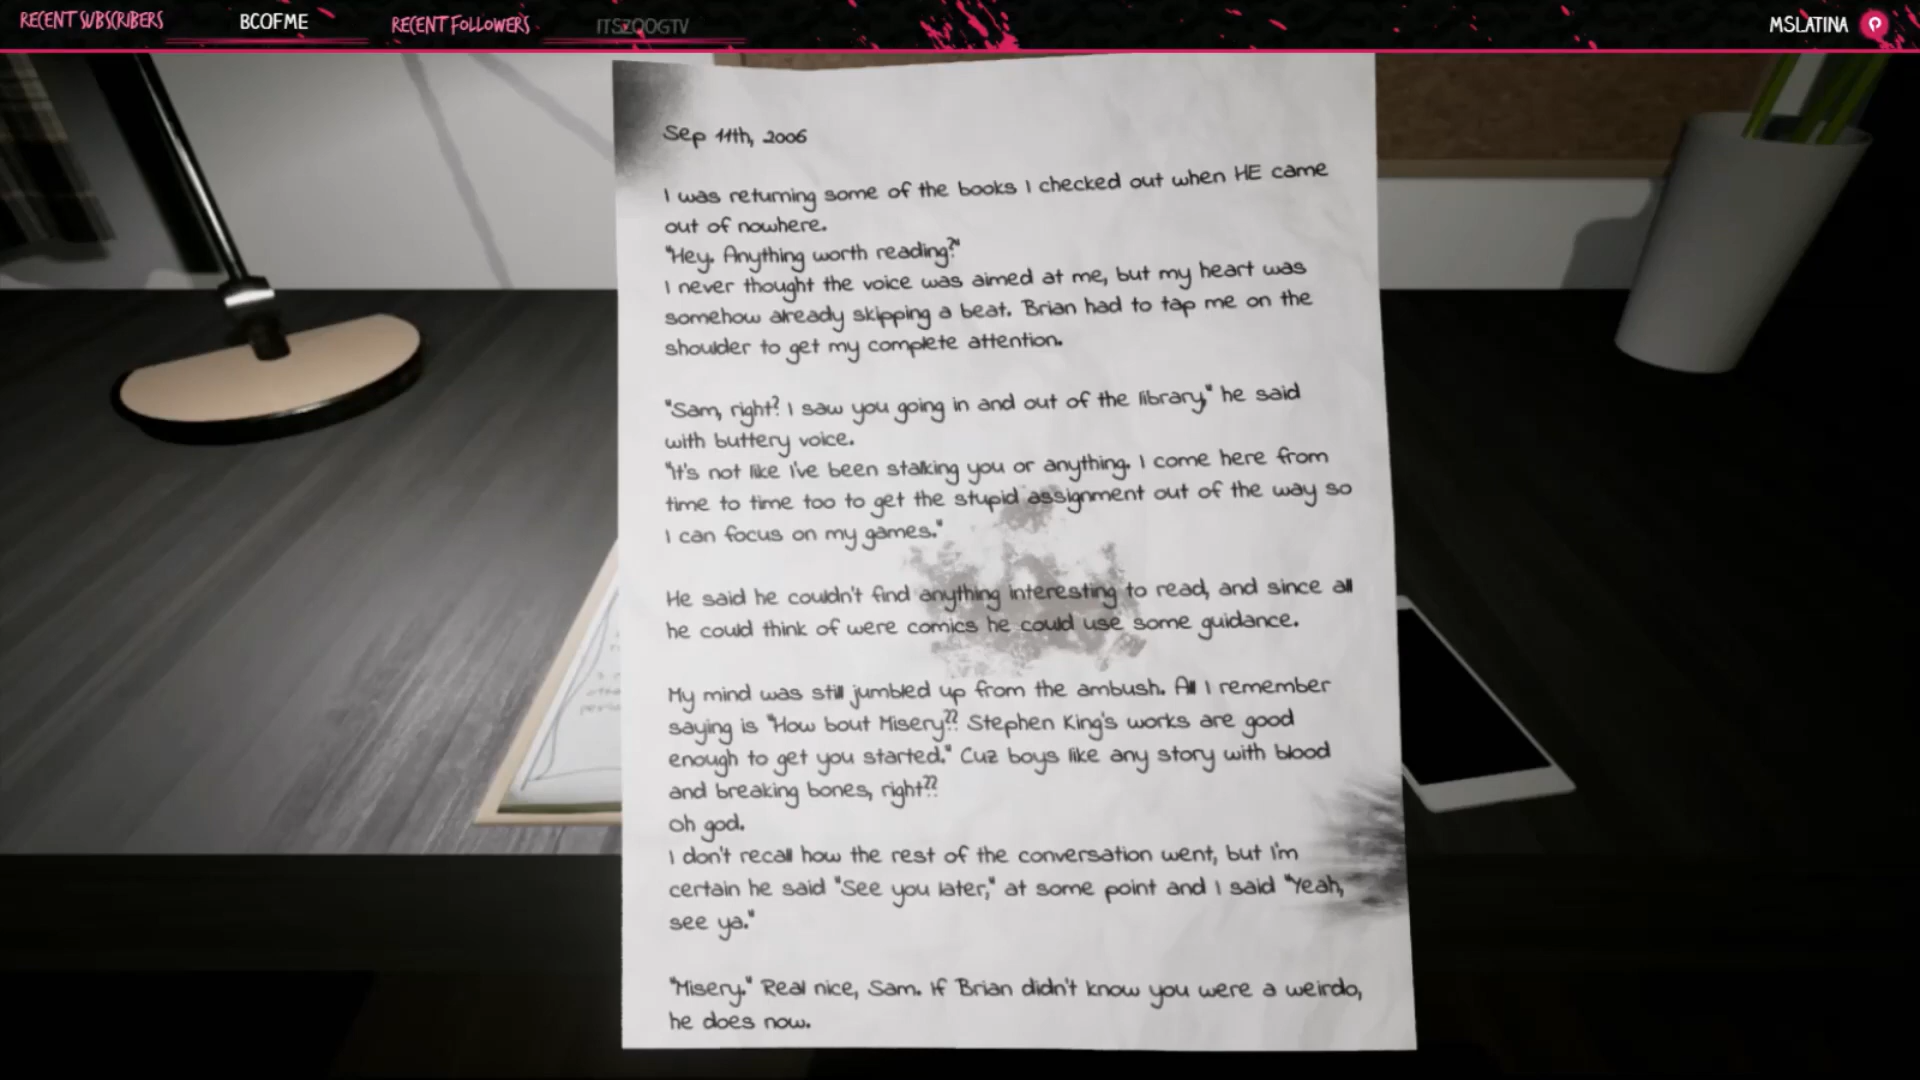 RECENT SUBSCRIBERS BCOFME RECENT FOLLOWERS ITSZOOGTV MSLATINA
Sep 11th, 2006
I was returning some of the books I checked out when HE came
out of nowhere.
"Hey. Anything worth reading?"
I never thought the voice was aimed at me, but my heart was
somehow already skipping a beat. Brian had to tap me on the
shoulder to get my complete attention.
"Sam, right? I saw you going in and out of the library," he said
with buttery voice.
"It's not like I've been stalking you or anything. I come here from
time to time too to get the stupid assignment out of the way so
I can focus on my games."
He said he couldn't find anything interesting to read, and since all
he could think of were comics he could use some guidance.
My mind was still jumbled up from the ambush. All I remember
saying is "How bout Misery?? Stephen King's works are good
enough to get you started." Cuz boys like any story with blood
and breaking bones, right??
Oh god.
I don't recall how the rest of the conversation went, but I'm
certain he said "See you later," at some point and I said "Yeah,
see ya."
"Misery." Real nice, Sam. If Brian didn't know you were a weirdo,
he does now.